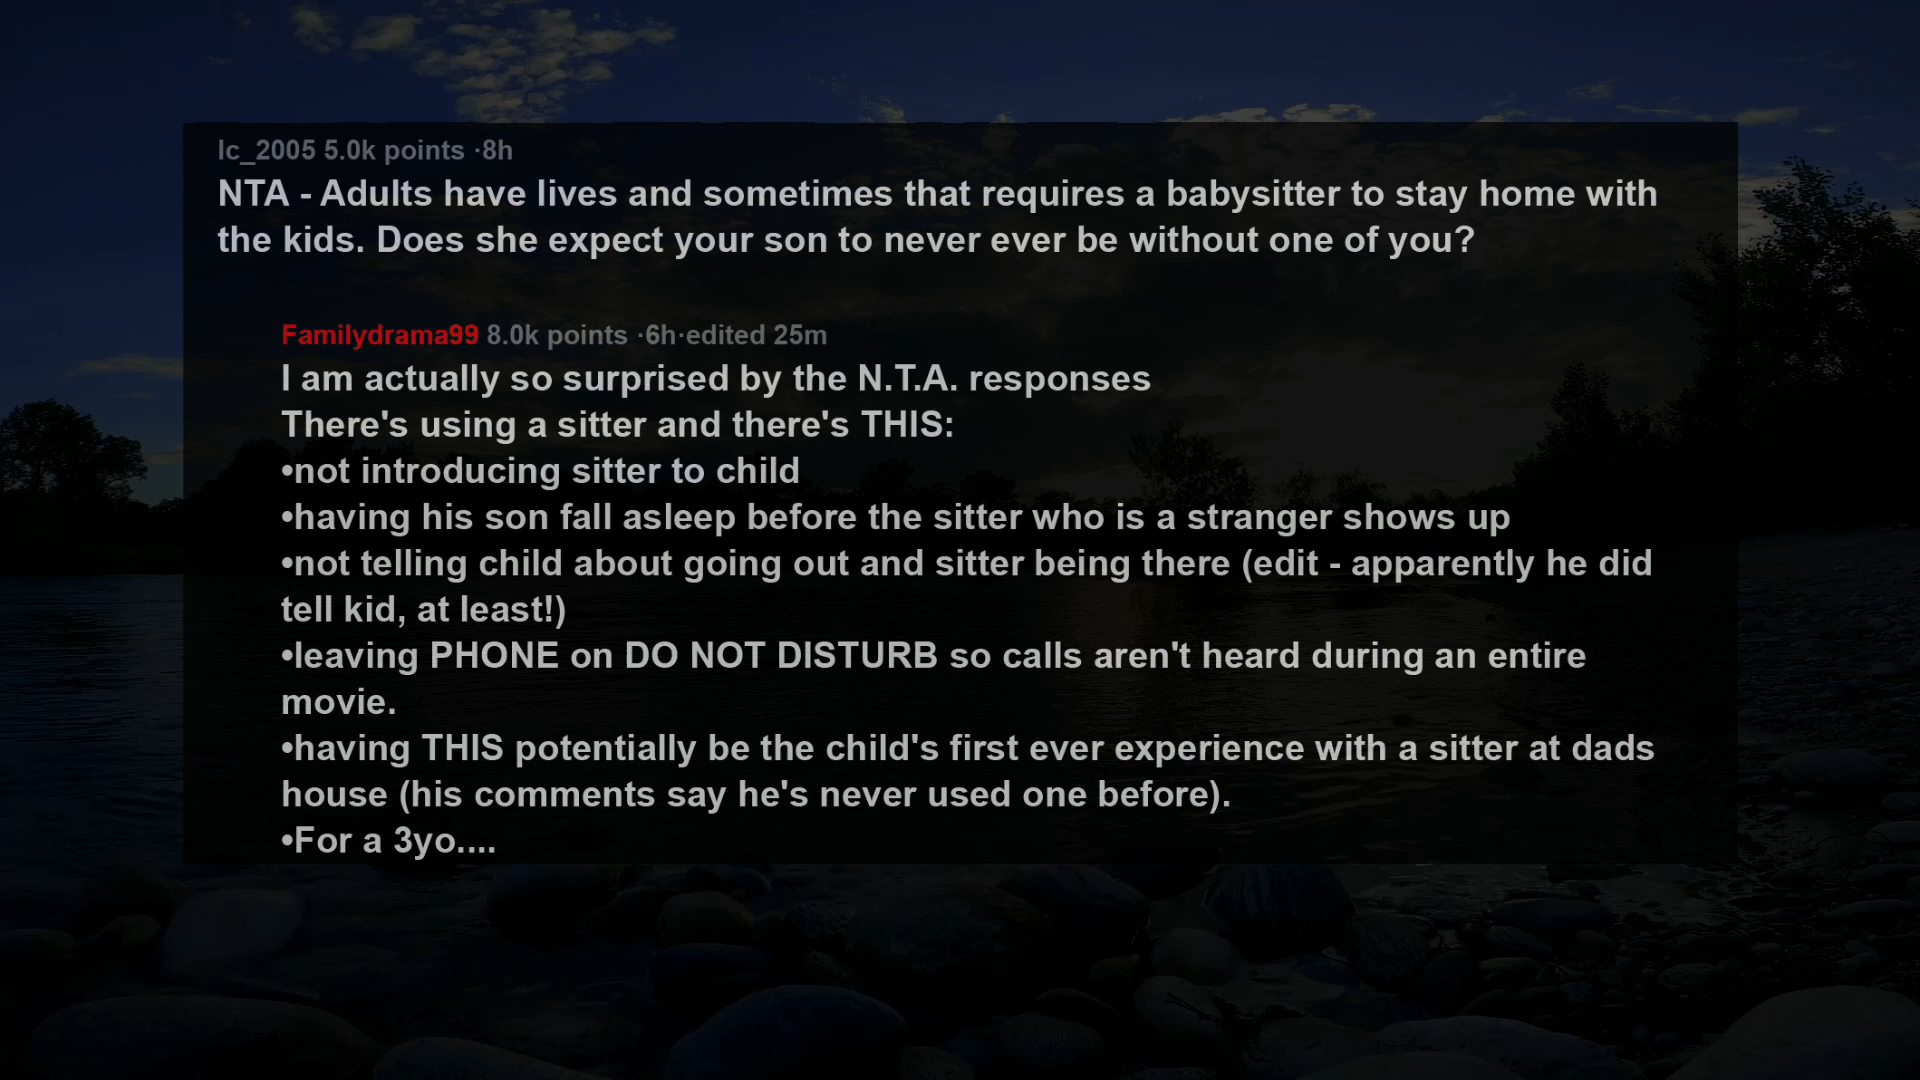 lc_2005 5.0k points ·8h
NTA - Adults have lives and sometimes that requires a babysitter to stay home with
the kids. Does she expect your son to never ever be without one of you?
Familydrama99 8.0k points ·6h·edited 25m
I am actually so surprised by the N.T.A. responses
There's using a sitter and there's THIS:
•not introducing sitter to child
•having his son fall asleep before the sitter who is a stranger shows up
•not telling child about going out and sitter being there (edit - apparently he did
tell kid, at least!)
•leaving PHONE on DO NOT DISTURB so calls aren't heard during an entire
movie.
•having THIS potentially be the child's first ever experience with a sitter at dads
house (his comments say he's never used one before).
•For a 3yo....